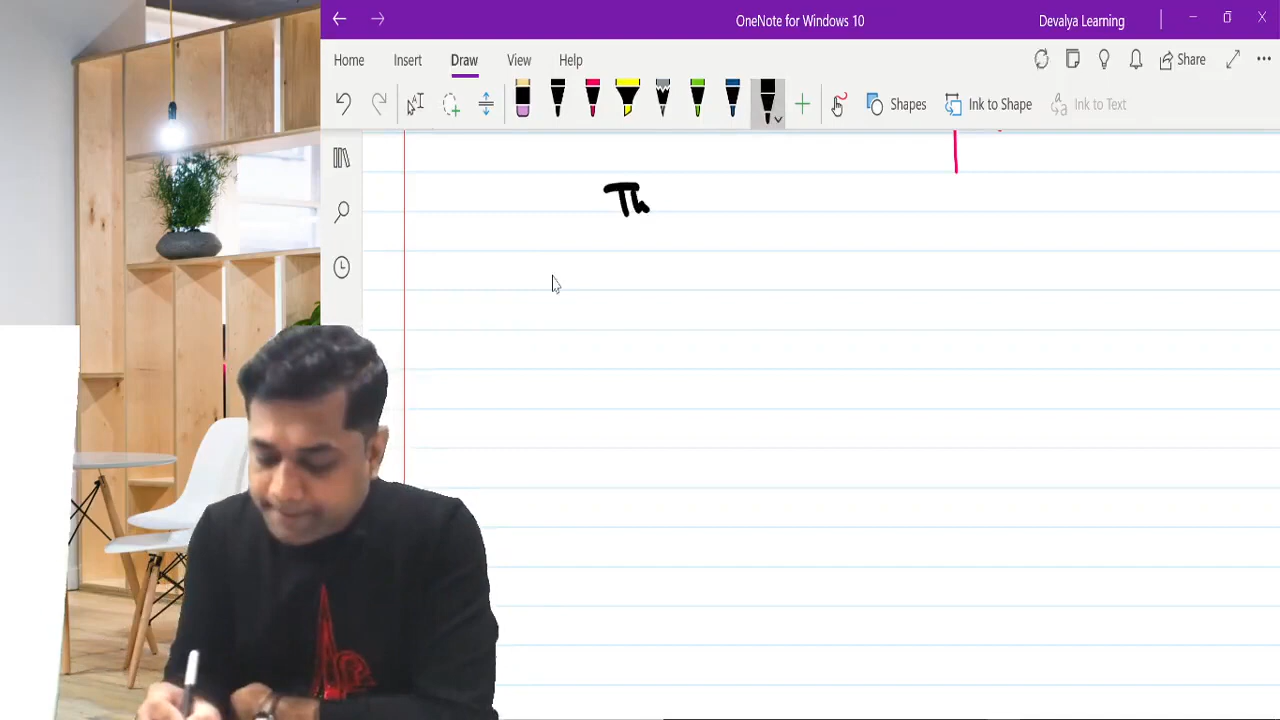 OneNote for Windows 10 Devalya Learning
Home Insert Draw View Help Share
Shapes Ink to Shape Ink to Text
Th